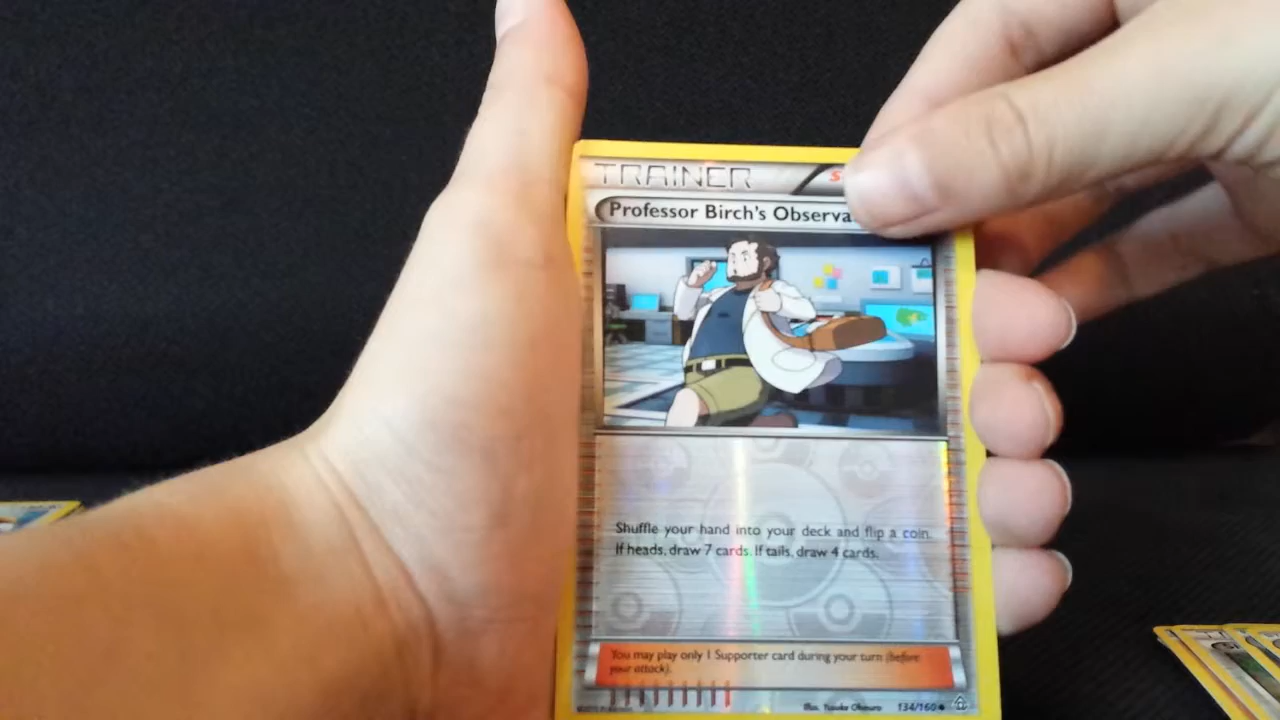 TRAINER S
Professor Birch's Observa
Shuffle your hand into your deck and flip a coin.
If heads, draw 7 cards. If tails, draw 4 cards.
You may play only 1 Supporter card during your turn (before
your attack).
Illus. Yusuke Ohmura 134/160